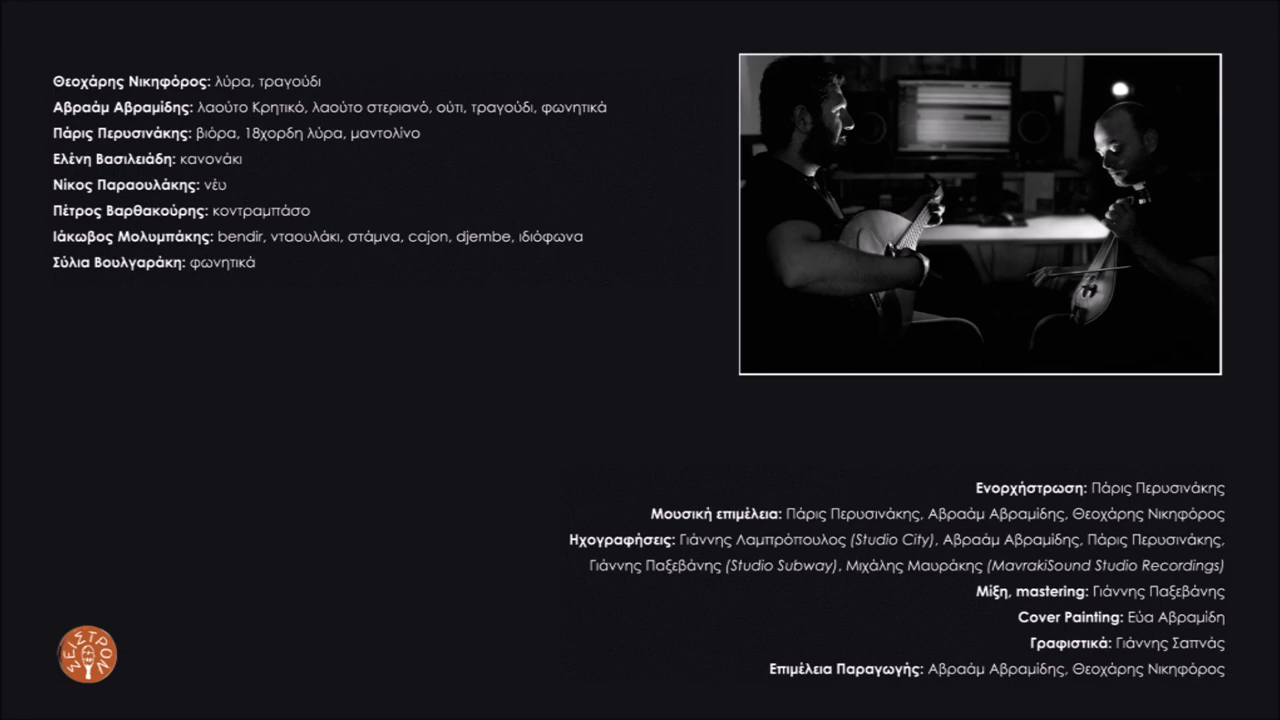 Θεοχάρης Νικηφόρος: λύρα, τραγούδι
Αβραάμ Αβραμίδης: λαούτο Κρητικό, λαούτο στεριανό, ούτι, τραγούδι, φωνητικά
Πάρις Περυσινάκης: βιόρα, 18χορδη λύρα, μαντολίνο
Ελένη Βασιλειάδη: κανονάκι
Νίκος Παραουλάκης: νέυ
Πέτρος Βαρθακούρης: κοντραμπάσο
Ιάκωβος Μολυμπάκης: bendir, νταουλάκι, στάμνα, cajon, djembe, ιδιόφωνα
Σύλια Βουλγαράκη: φωνητικά
Ενορχήστρωση: Πάρις Περυσινάκης
Μουσική επιμέλεια: Πάρις Περυσινάκης, Αβραάμ Αβραμίδης, Θεοχάρης Νικηφόρος
Ηχογραφήσεις: Γιάννης Λαμπρόπουλος (Studio City), Αβραάμ Αβραμίδης, Πάρις Περυσινάκης,
Γιάννης Παξεβάνης (Studio Subway), Μιχάλης Μαυράκης (MavrakiSound Studio Recordings)
Μίξη, mastering: Γιάννης Παξεβάνης
Cover Painting: Εύα Αβραμίδη
Γραφιστικά: Γιάννης Σαπνάς
Επιμέλεια Παραγωγής: Αβραάμ Αβραμίδης, Θεοχάρης Νικηφόρος
ΣΕΙΣΤΡΟΝ